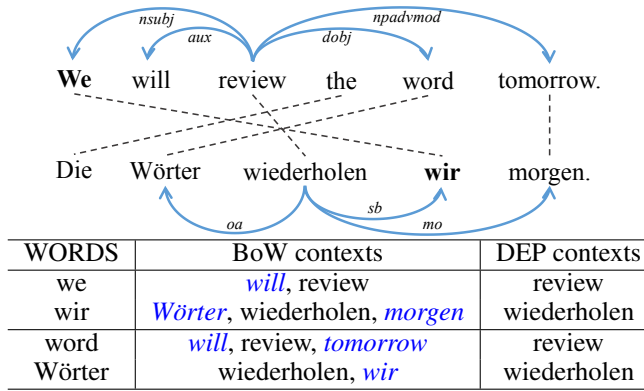 nsubj npadvmod
aux dobj
We will review the word tomorrow.
Die Wörter wiederholen wir morgen.
oa sb mo
WORDS BoW contexts DEP contexts
we will, review review
wir Wörter, wiederholen, morgen wiederholen
word will, review, tomorrow review
Wörter wiederholen, wir wiederholen